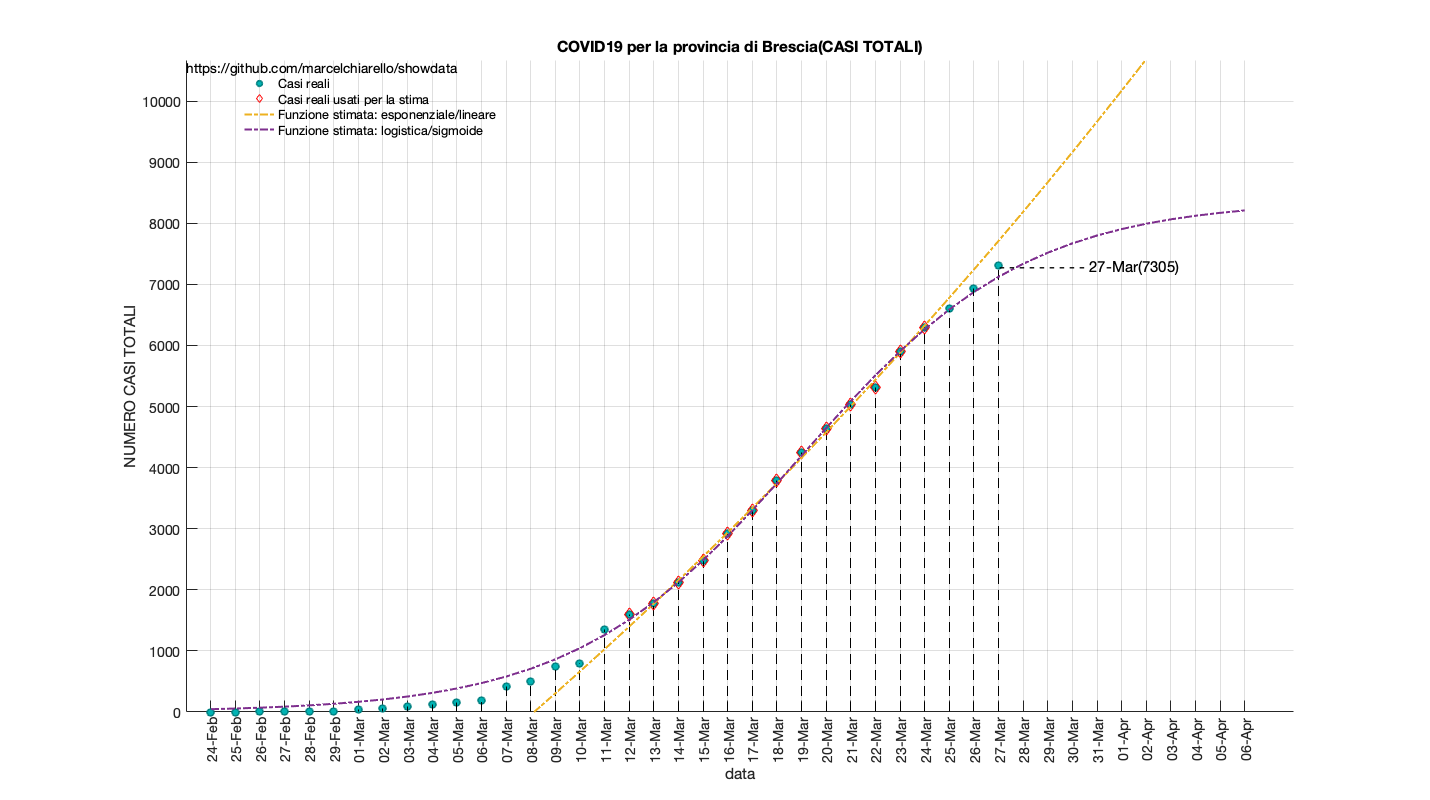 COVID19 per la provincia di Brescia(CASI TOTALI)
https://github.com/marcelchiarello/showdata
Casi reali
Casi reali usati per la stima
Funzione stimata: esponenziale/lineare
Funzione stimata: logistica/sigmoide
10000
9000
8000
7000
6000
5000
4000
3000
2000
1000
0
NUMERO CASI TOTALI
27-Mar(7305)
24-Feb
25-Feb
26-Feb
27-Feb
28-Feb
29-Feb
01-Mar
02-Mar
03-Mar
04-Mar
05-Mar
06-Mar
07-Mar
08-Mar
09-Mar
10-Mar
11-Mar
12-Mar
13-Mar
14-Mar
15-Mar
16-Mar
17-Mar
18-Mar
19-Mar
20-Mar
21-Mar
22-Mar
23-Mar
24-Mar
25-Mar
26-Mar
27-Mar
28-Mar
29-Mar
30-Mar
31-Mar
01-Apr
02-Apr
03-Apr
04-Apr
05-Apr
06-Apr
data